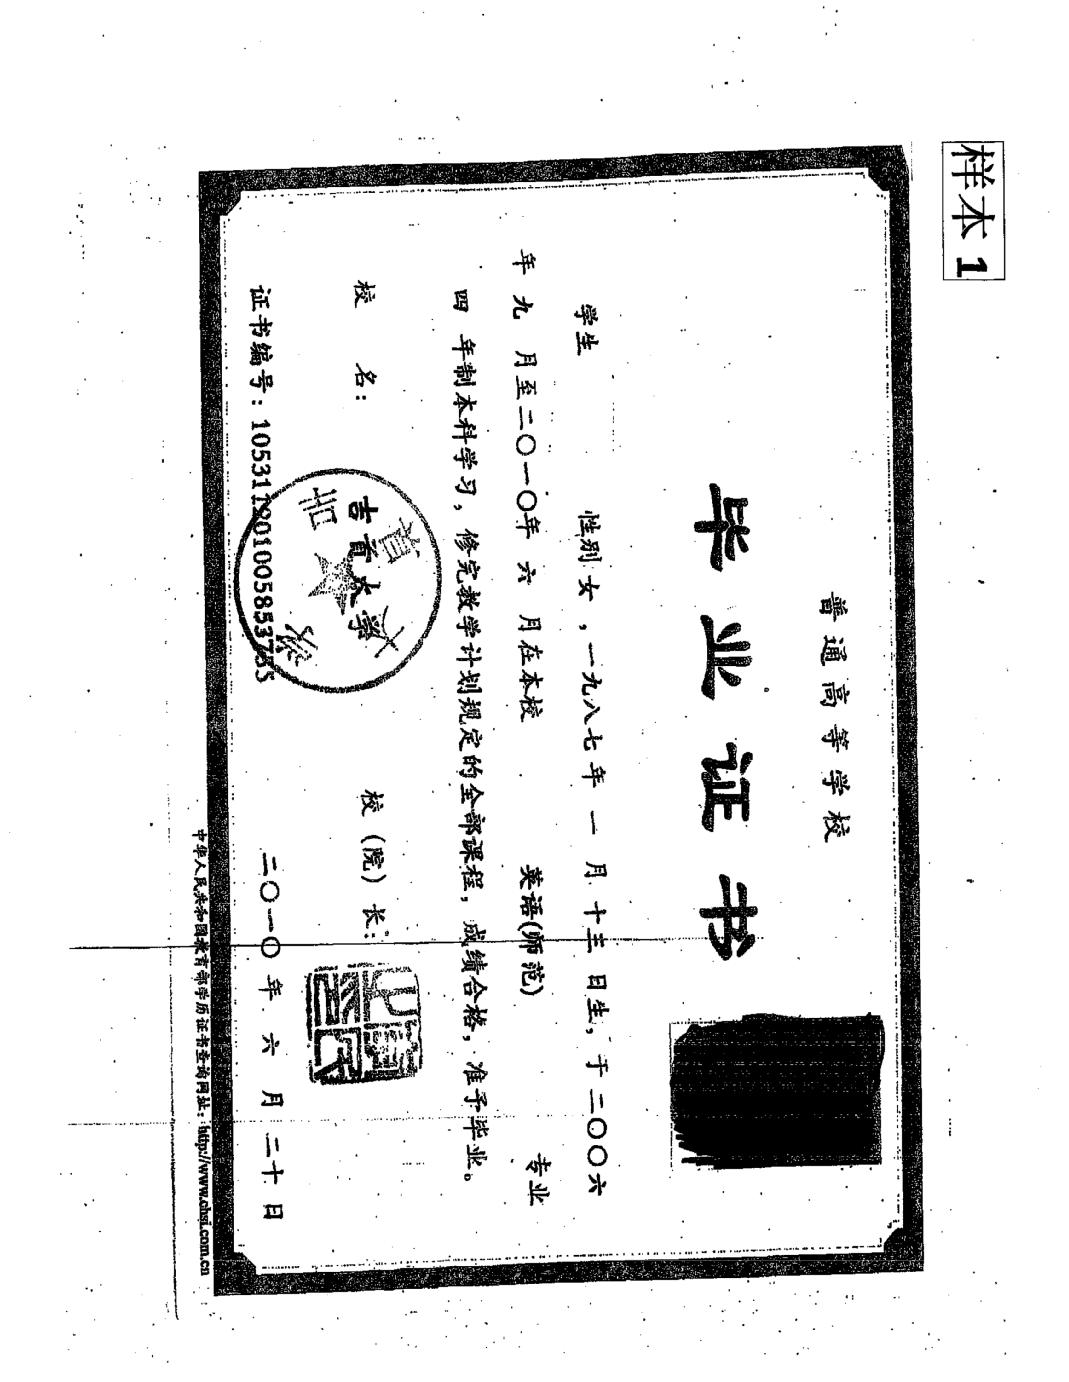 样本1
普通高等学校
毕业证书
学生 性别女，一九八七年一月十三日生，于二〇〇六
年九月至二〇一〇年六月在本校 英语(师范) 专业
四年制本科学习，修完教学计划规定的全部课程，成绩合格，准予毕业。
校名：吉首大学 校（院）长：
证书编号：105311201005853735 二〇一〇年六月二十日
中华人民共和国教育部学历证书查询网址：http://www.chsi.com.cn